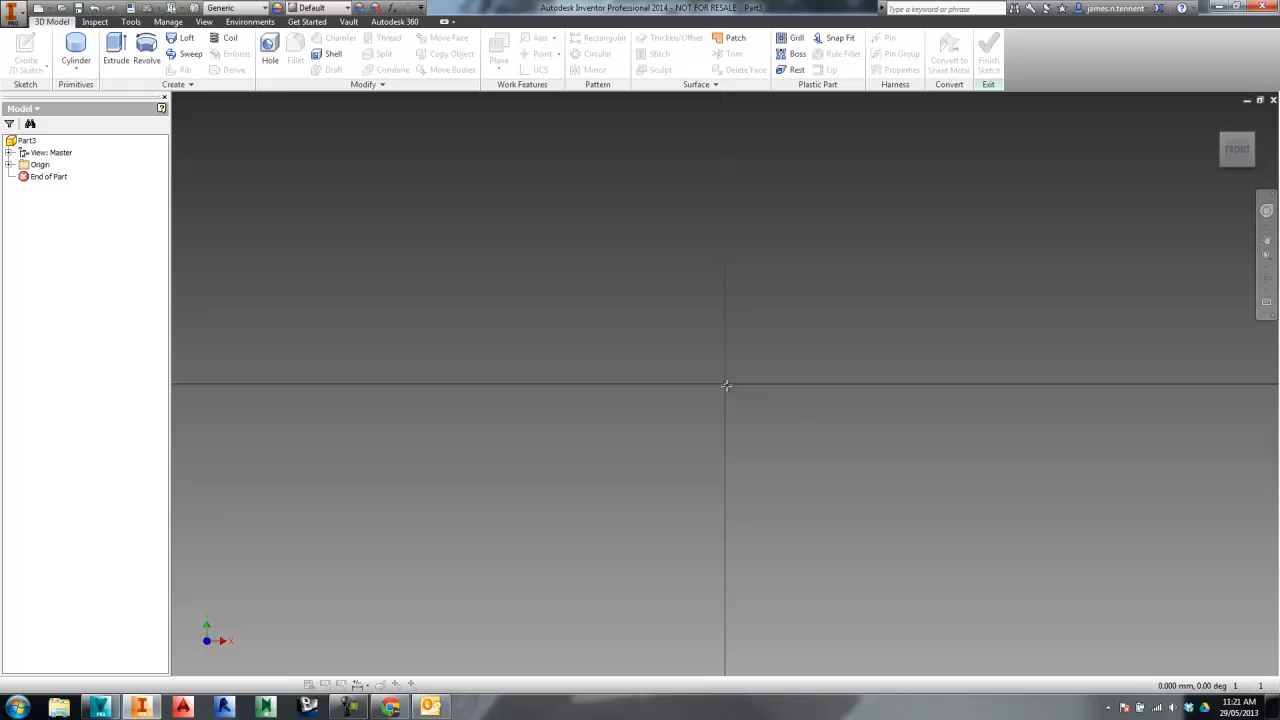 Generic
Default
Autodesk Inventor Professional 2014 – NOT FOR RESALE Part3
Type a keyword or phrase
james.n.tennent
PRO
3D Model
Inspect
Tools
Manage
View
Environments
Get Started
Vault
Autodesk 360
Create
2D Sketch
Cylinder
Extrude
Revolve
Loft
Sweep
Rib
Coil
Emboss
Derive
Hole
Fillet
Chamfer
Shell
Draft
Thread
Split
Combine
Move Face
Copy Object
Move Bodies
Plane
Axis
Point
UCS
Rectangular
Circular
Mirror
Thicken/Offset
Stitch
Sculpt
Patch
Trim
Delete Face
Grill
Boss
Rest
Snap Fit
Rule Fillet
Lip
Pin
Pin Group
Properties
Convert to
Sheet Metal
Finish
Sketch
Sketch
Primitives
Create
Modify
Work Features
Pattern
Surface
Plastic Part
Harness
Convert
Exit
Model
Part3
View: Master
Origin
End of Part
FRONT
X
0.000 mm, 0.00 deg
1
1
11:21 AM
29/05/2013